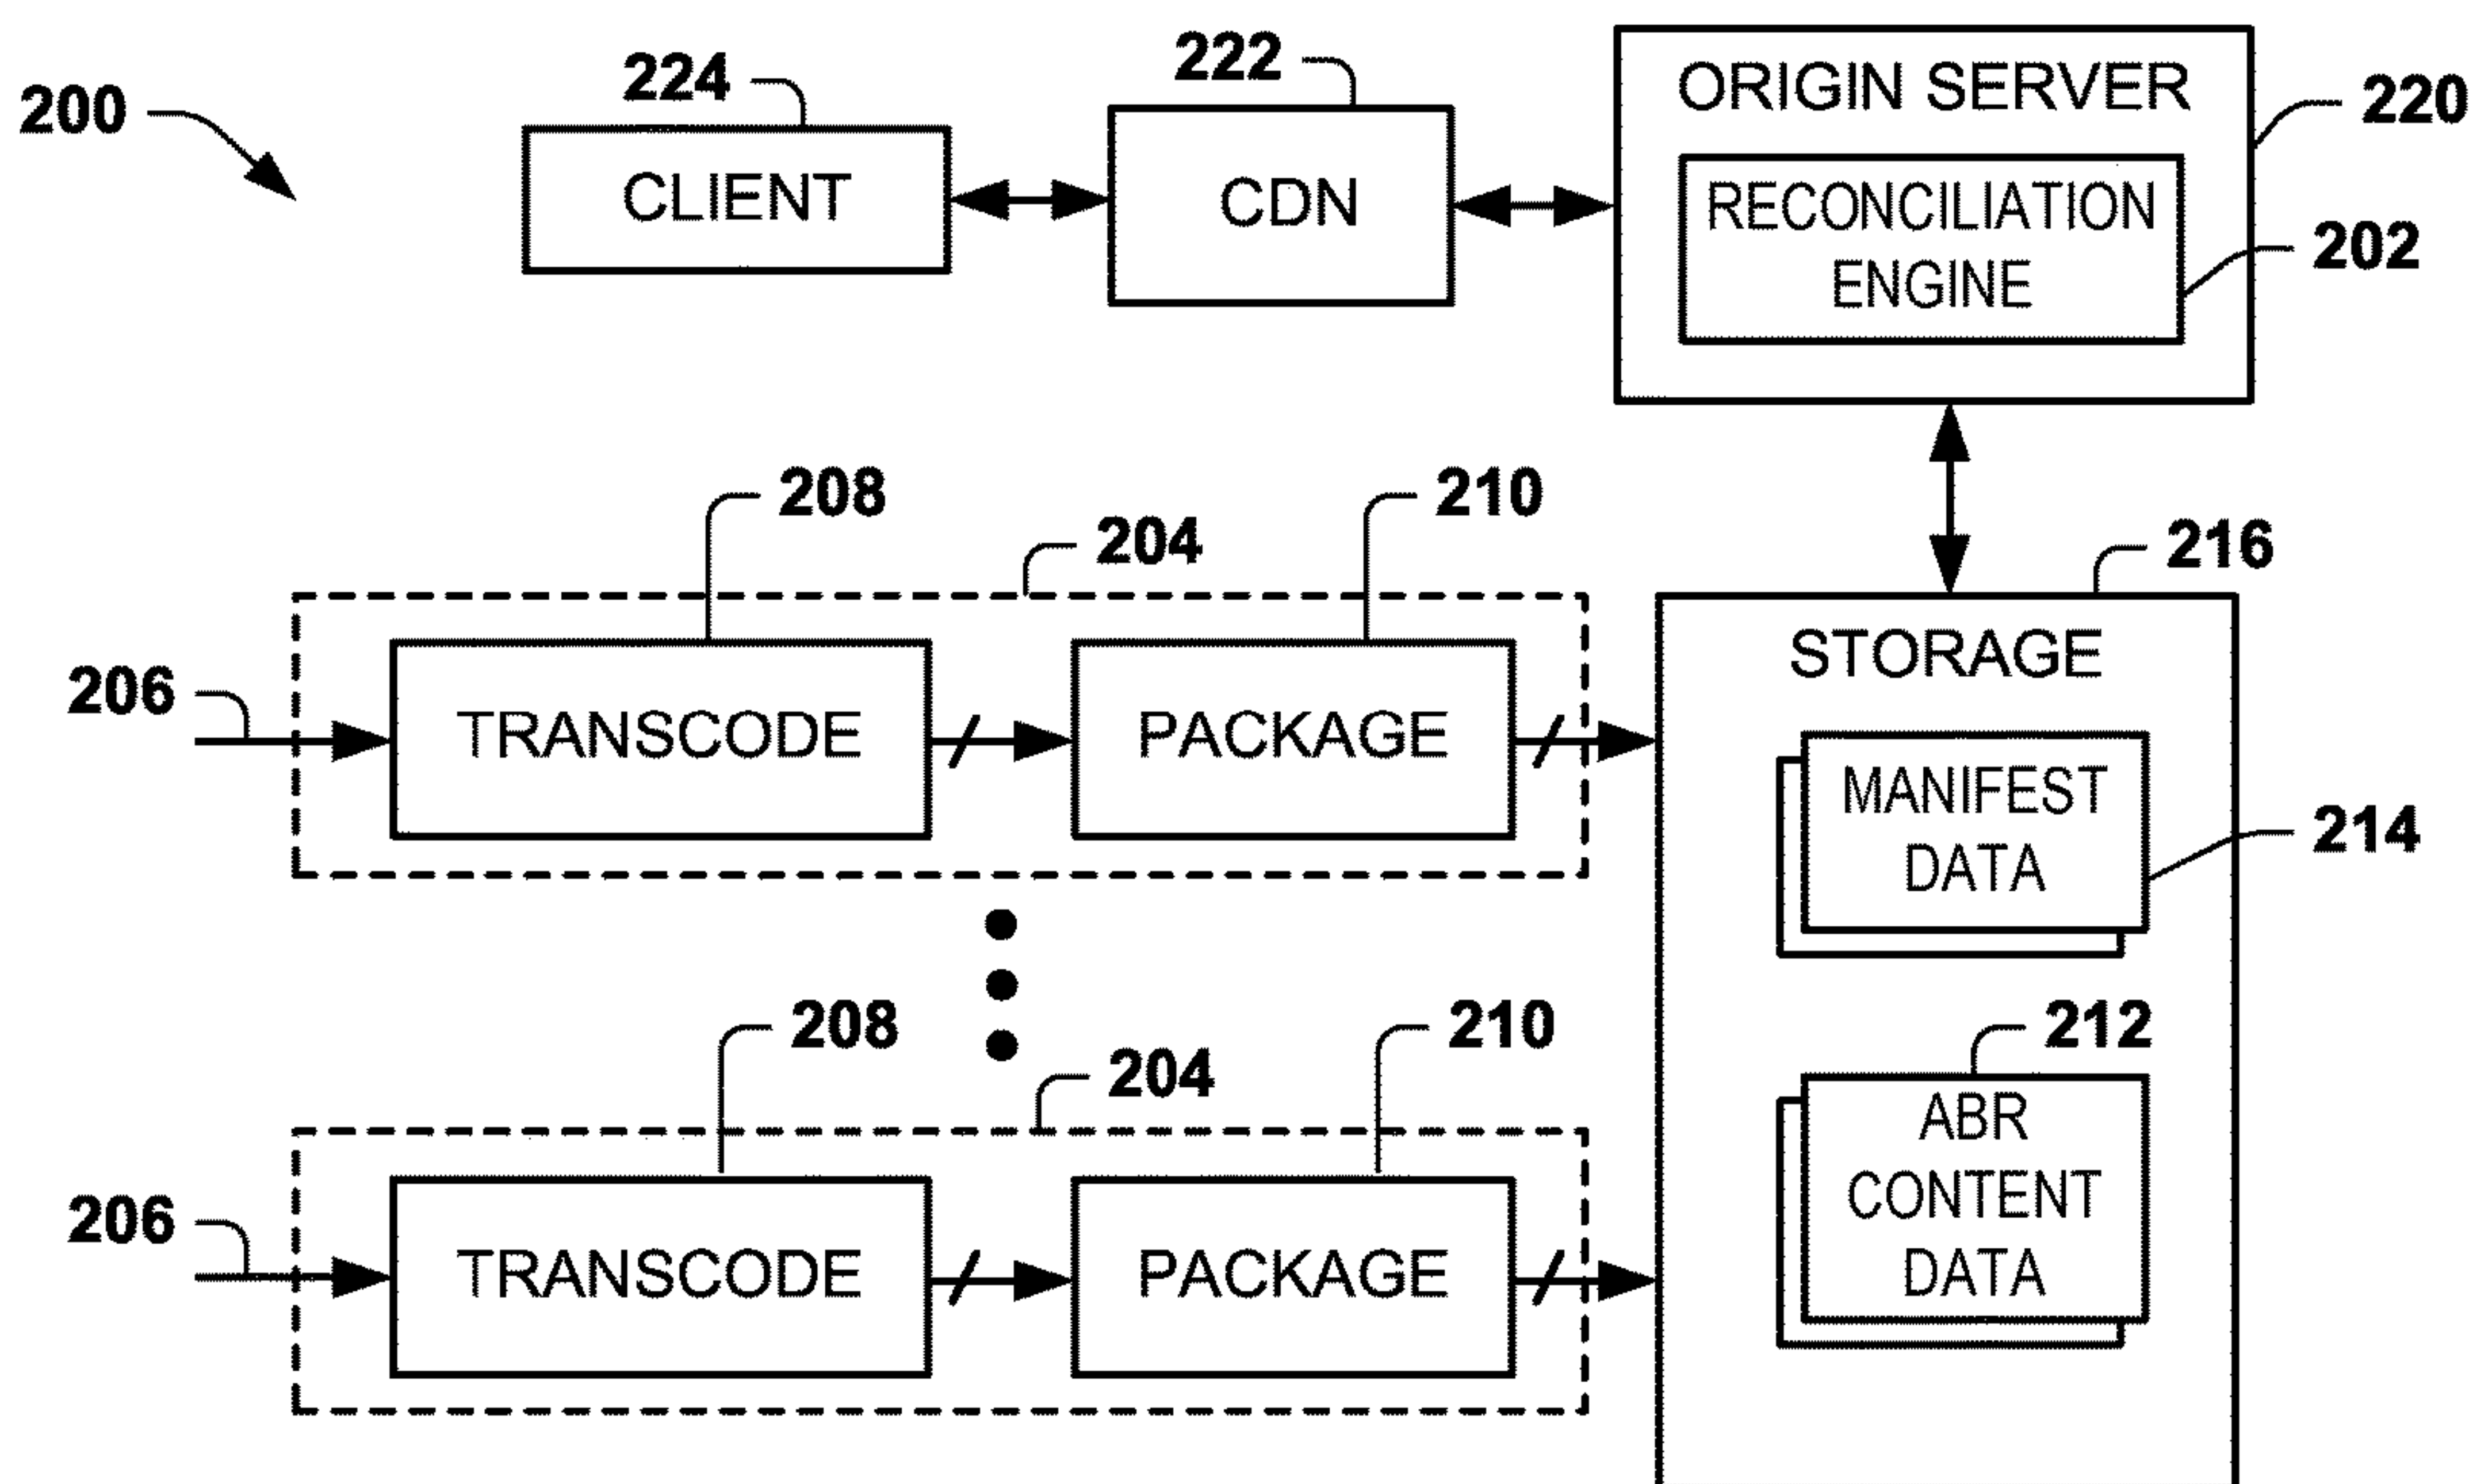 200
224
CLIENT
222
CDN
ORIGIN SERVER
220
RECONCILIATION
ENGINE
202
208
204
210
206
TRANSCODE
PACKAGE
216
STORAGE
MANIFEST
DATA
214
208
204
210
206
TRANSCODE
PACKAGE
212
ABR
CONTENT
DATA